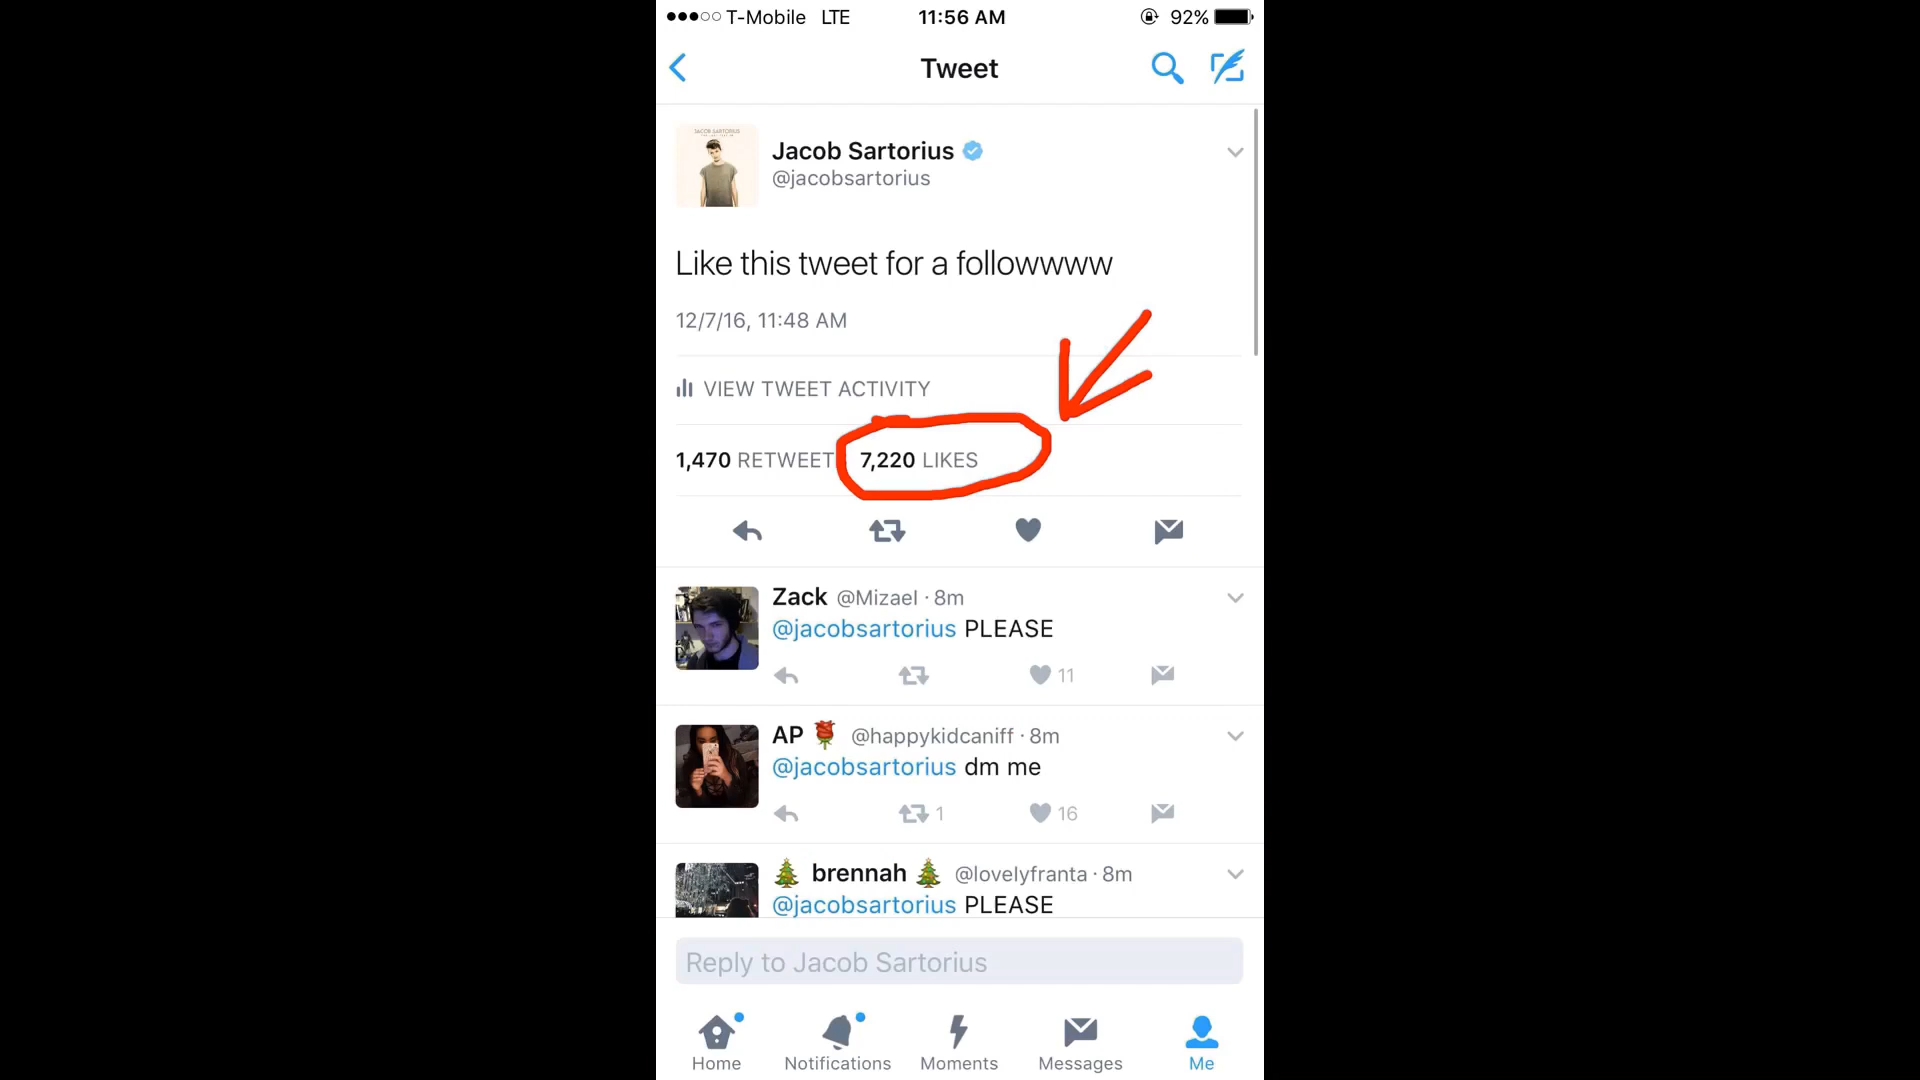 T-Mobile LTE 11:56 AM 92%
Tweet
JACOB SARTORIUS
Jacob Sartorius
@jacobsartorius
Like this tweet for a followwww
12/7/16, 11:48 AM
VIEW TWEET ACTIVITY
1,470 RETWEET 7,220 LIKES
Zack @Mizael · 8m
@jacobsartorius PLEASE
11
AP @happykidcaniff · 8m
@jacobsartorius dm me
1 16
brennah @lovelyfranta · 8m
@jacobsartorius PLEASE
Reply to Jacob Sartorius
Home Notifications Moments Messages Me